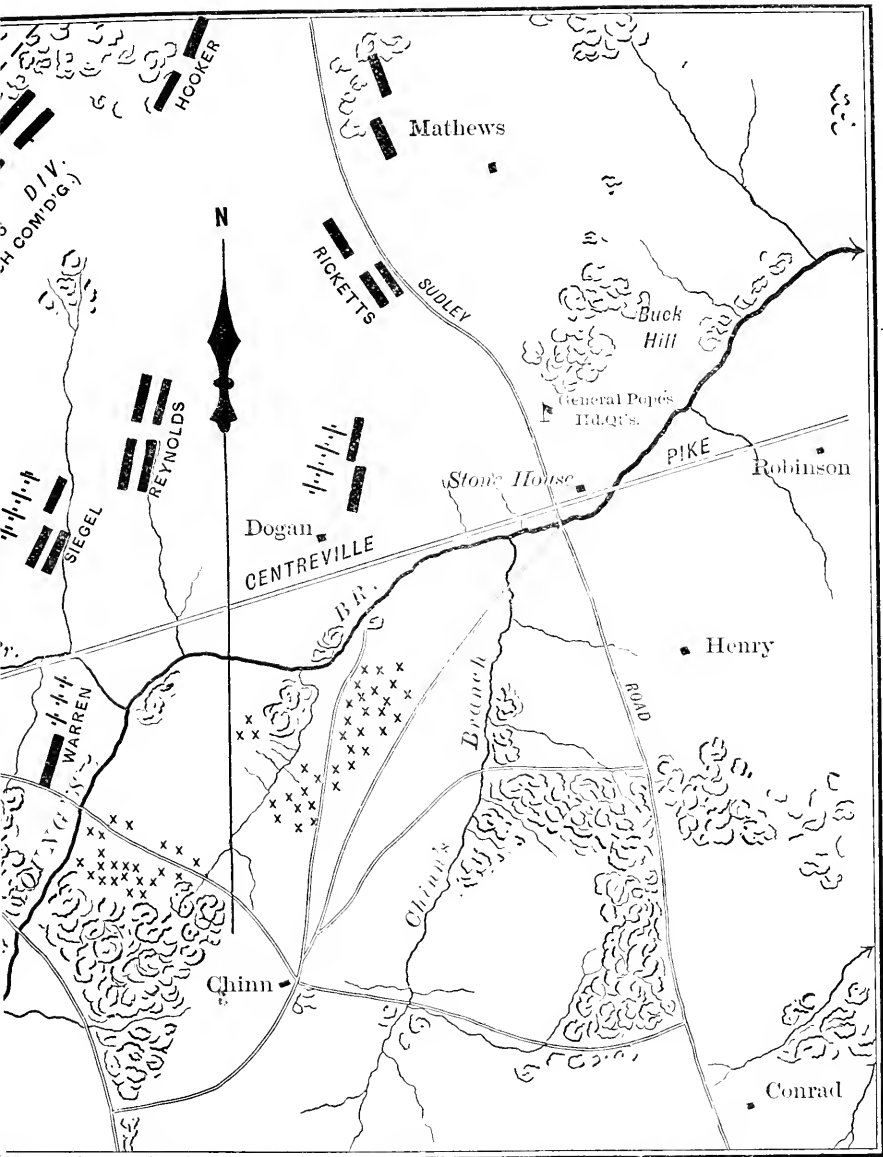 HOOKER
Mathews
DIV.
COM'D'G.)
N
RICKETTS
SUDLEY
Buck
Hill
General Pope's
Hd.Qt's.
REYNOLDS
SIEGEL
Stone House
PIKE
Robinson
Dogan
CENTREVILLE
BR.
Henry
WARREN
Branch
ROAD
Chinn's
Chinn
Conrad